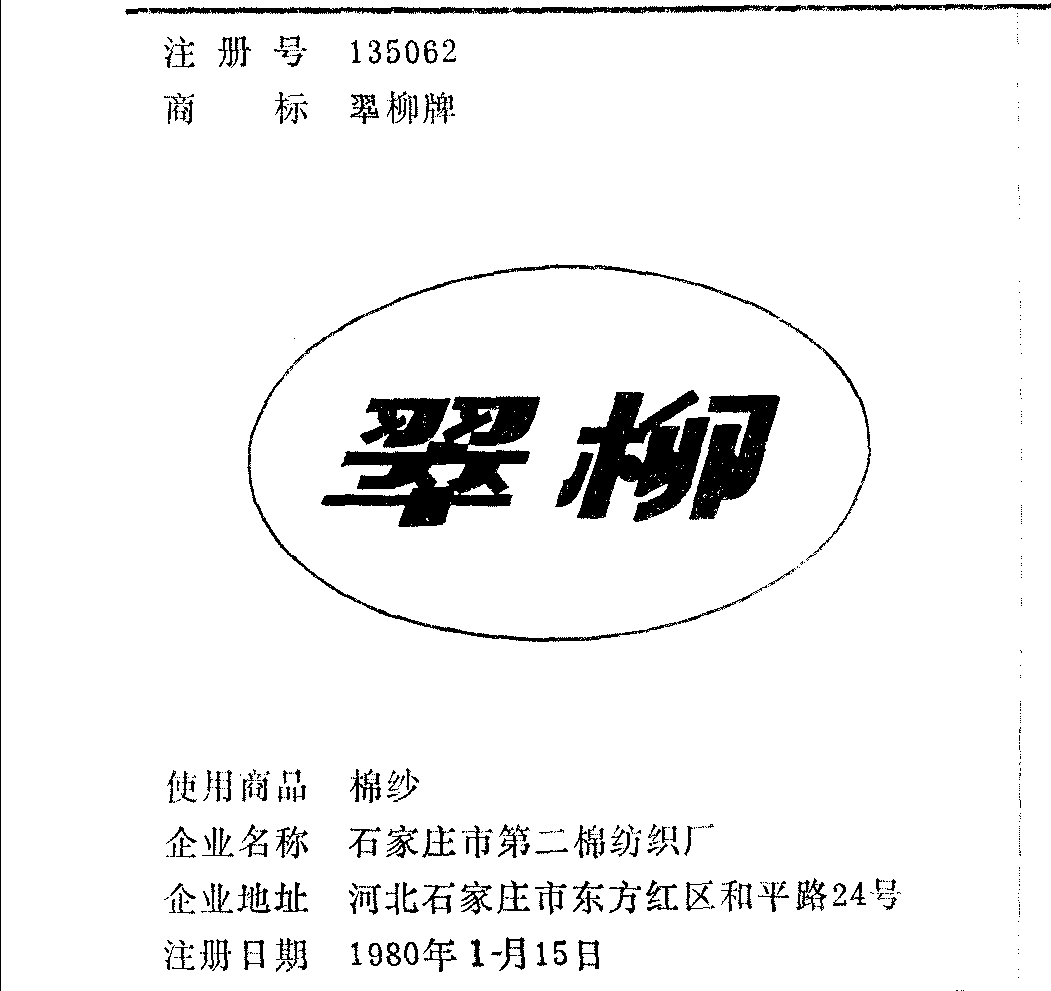 注册号 135062
商标 翠柳牌
翠柳
使用商品 棉纱
企业名称 石家庄市第二棉纺织厂
企业地址 河北石家庄市东方红区和平路24号
注册日期 1980年1月15日